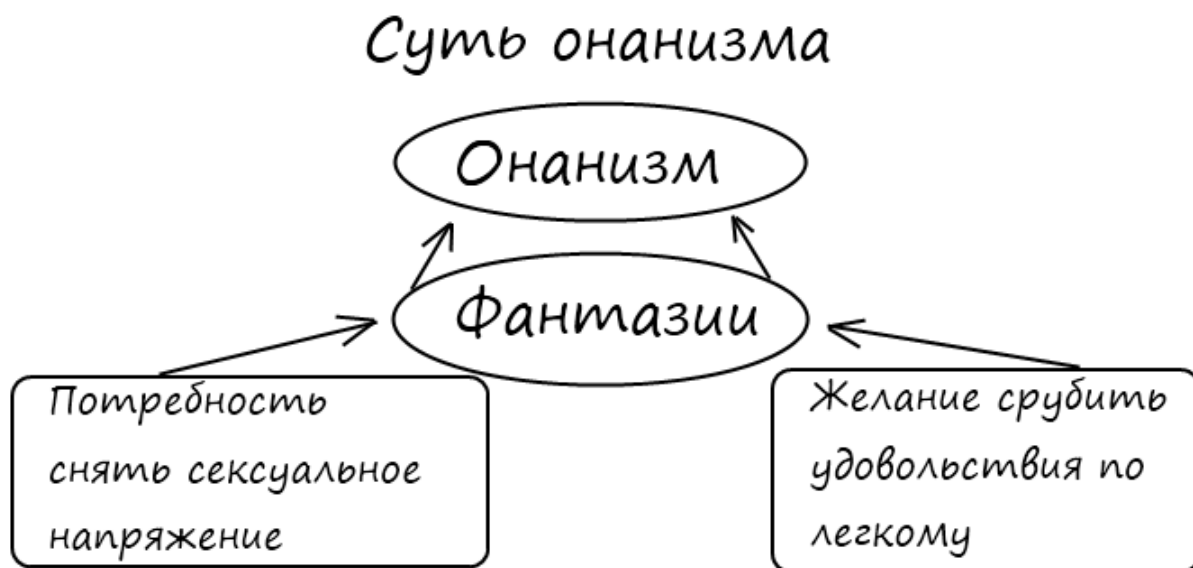 Суть онанизма
Онанизм
Фантазии
Потребность
снять сексуальное
напряжение
Желание срубить
удовольствия по
легкому